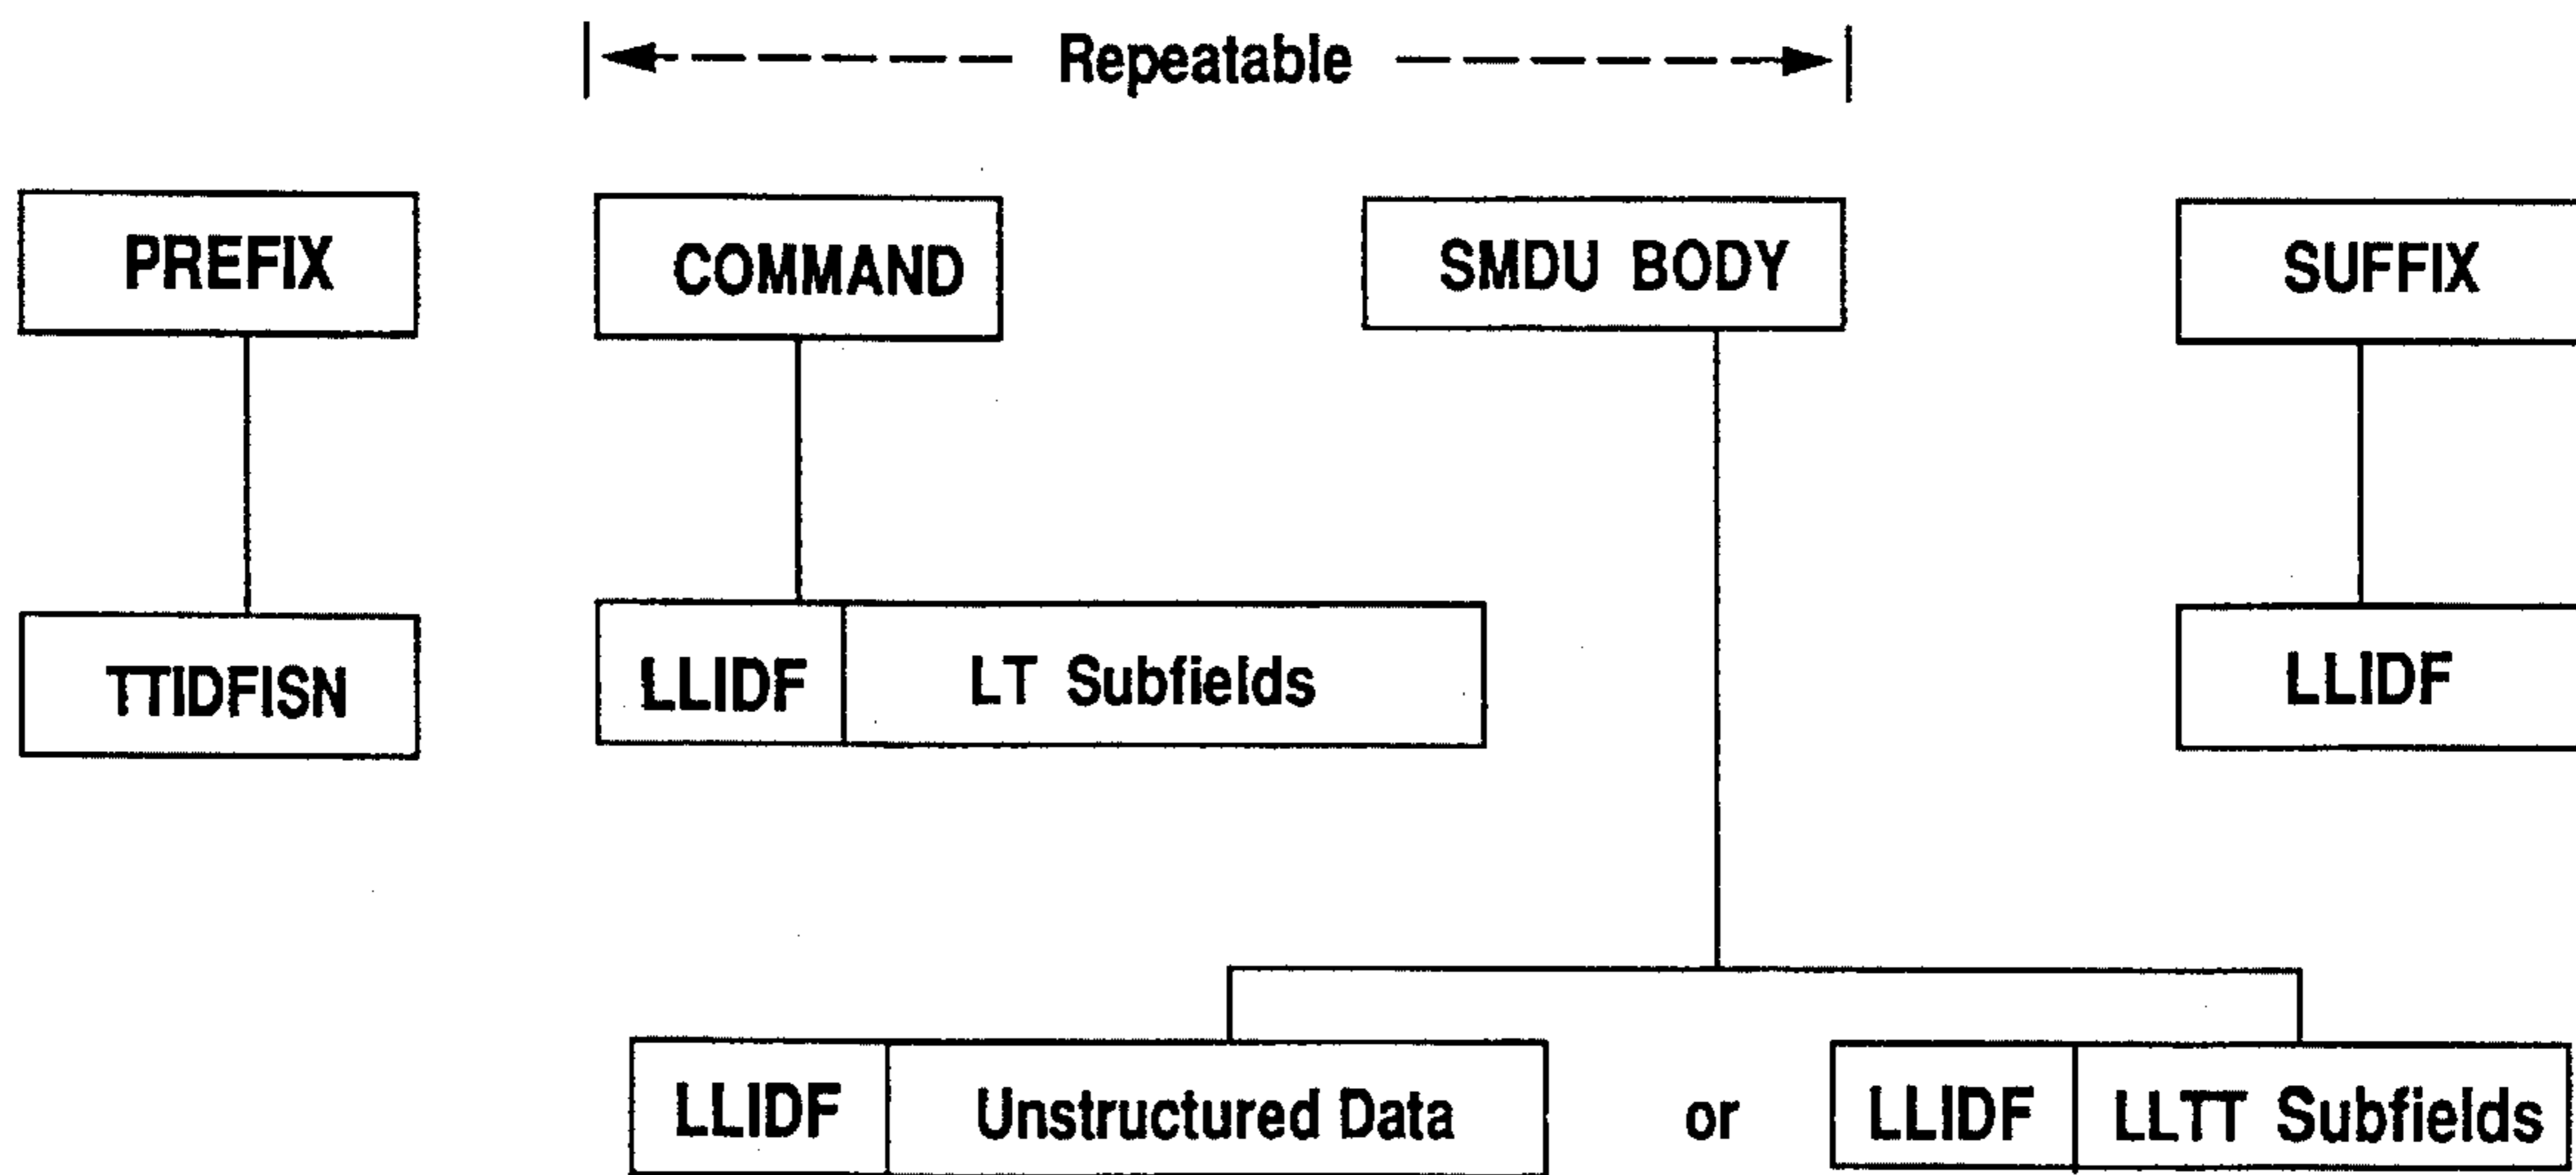 Repeatable
PREFIX COMMAND SMDU BODY SUFFIX
TTIDFISN LLIDF LT Subfields LLIDF
LLIDF Unstructured Data or LLIDF LLTT Subfields